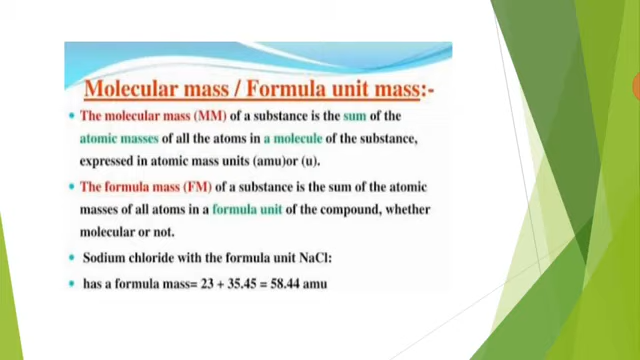 Molecular mass / Formula unit mass:-
• The molecular mass (MM) of a substance is the sum of the
atomic masses of all the atoms in a molecule of the substance,
expressed in atomic mass units (amu)or (u).
• The formula mass (FM) of a substance is the sum of the atomic
masses of all atoms in a formula unit of the compound, whether
molecular or not.
• Sodium chloride with the formula unit NaCl:
• has a formula mass= 23 + 35.45 = 58.44 amu